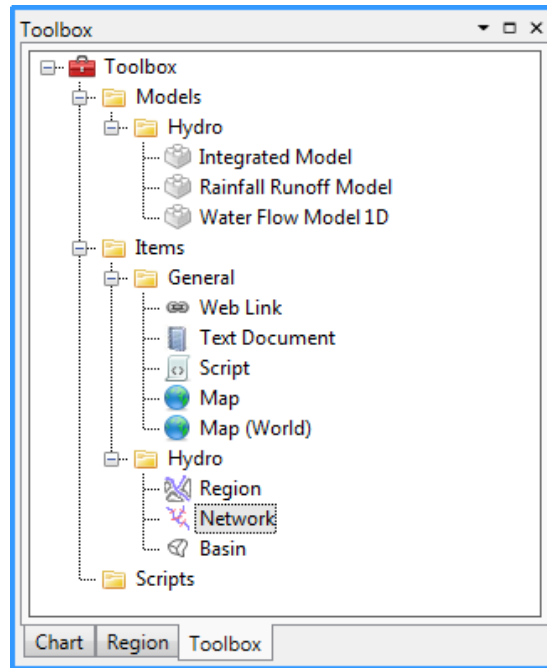 Toolbox
Toolbox
Models
Hydro
Integrated Model
Rainfall Runoff Model
Water Flow Model 1D
Items
General
Web Link
Text Document
Script
Map
Map (World)
Hydro
Region
Network
Basin
Scripts
Chart Region Toolbox